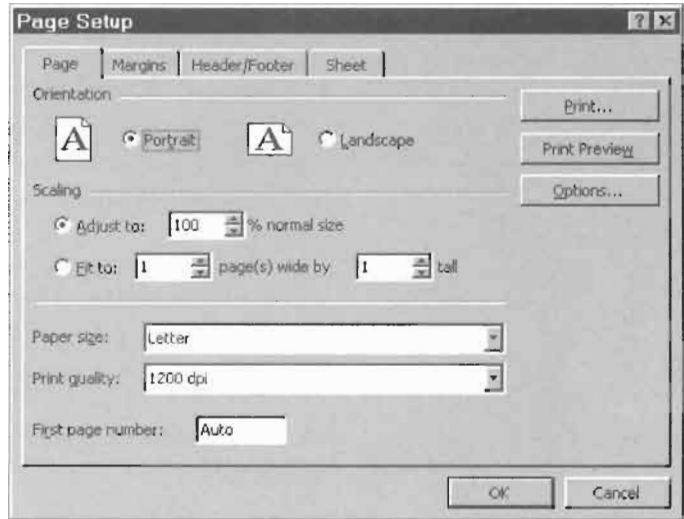 Page Setup
Page Margins Header/Footer Sheet
Orientation
Print...
A Portrait A Landscape
Print Preview
Scaling
Options...
Adjust to: 100 % normal size
Fit to: 1 page(s) wide by 1 tall
Paper size: Letter
Print quality: 1200 dpi
First page number: Auto
OK Cancel